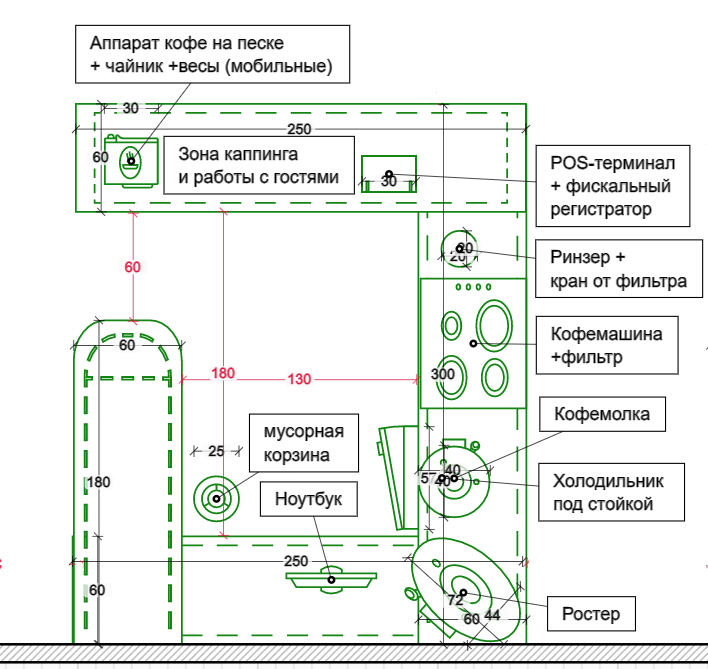 Аппарат кофе на песке
+ чайник +весы (мобильные)
30
250
60
Зона каппинга
и работы с гостями
30
POS-терминал
+ фискальный
регистратор
20
20
Ринзер +
кран от фильтра
60
60
Кофемашина
+фильтр
180
130
300
Кофемолка
мусорная
корзина
25
40
57
40
Холодильник
под стойкой
180
Ноутбук
250
60
72
44
60
Ростер